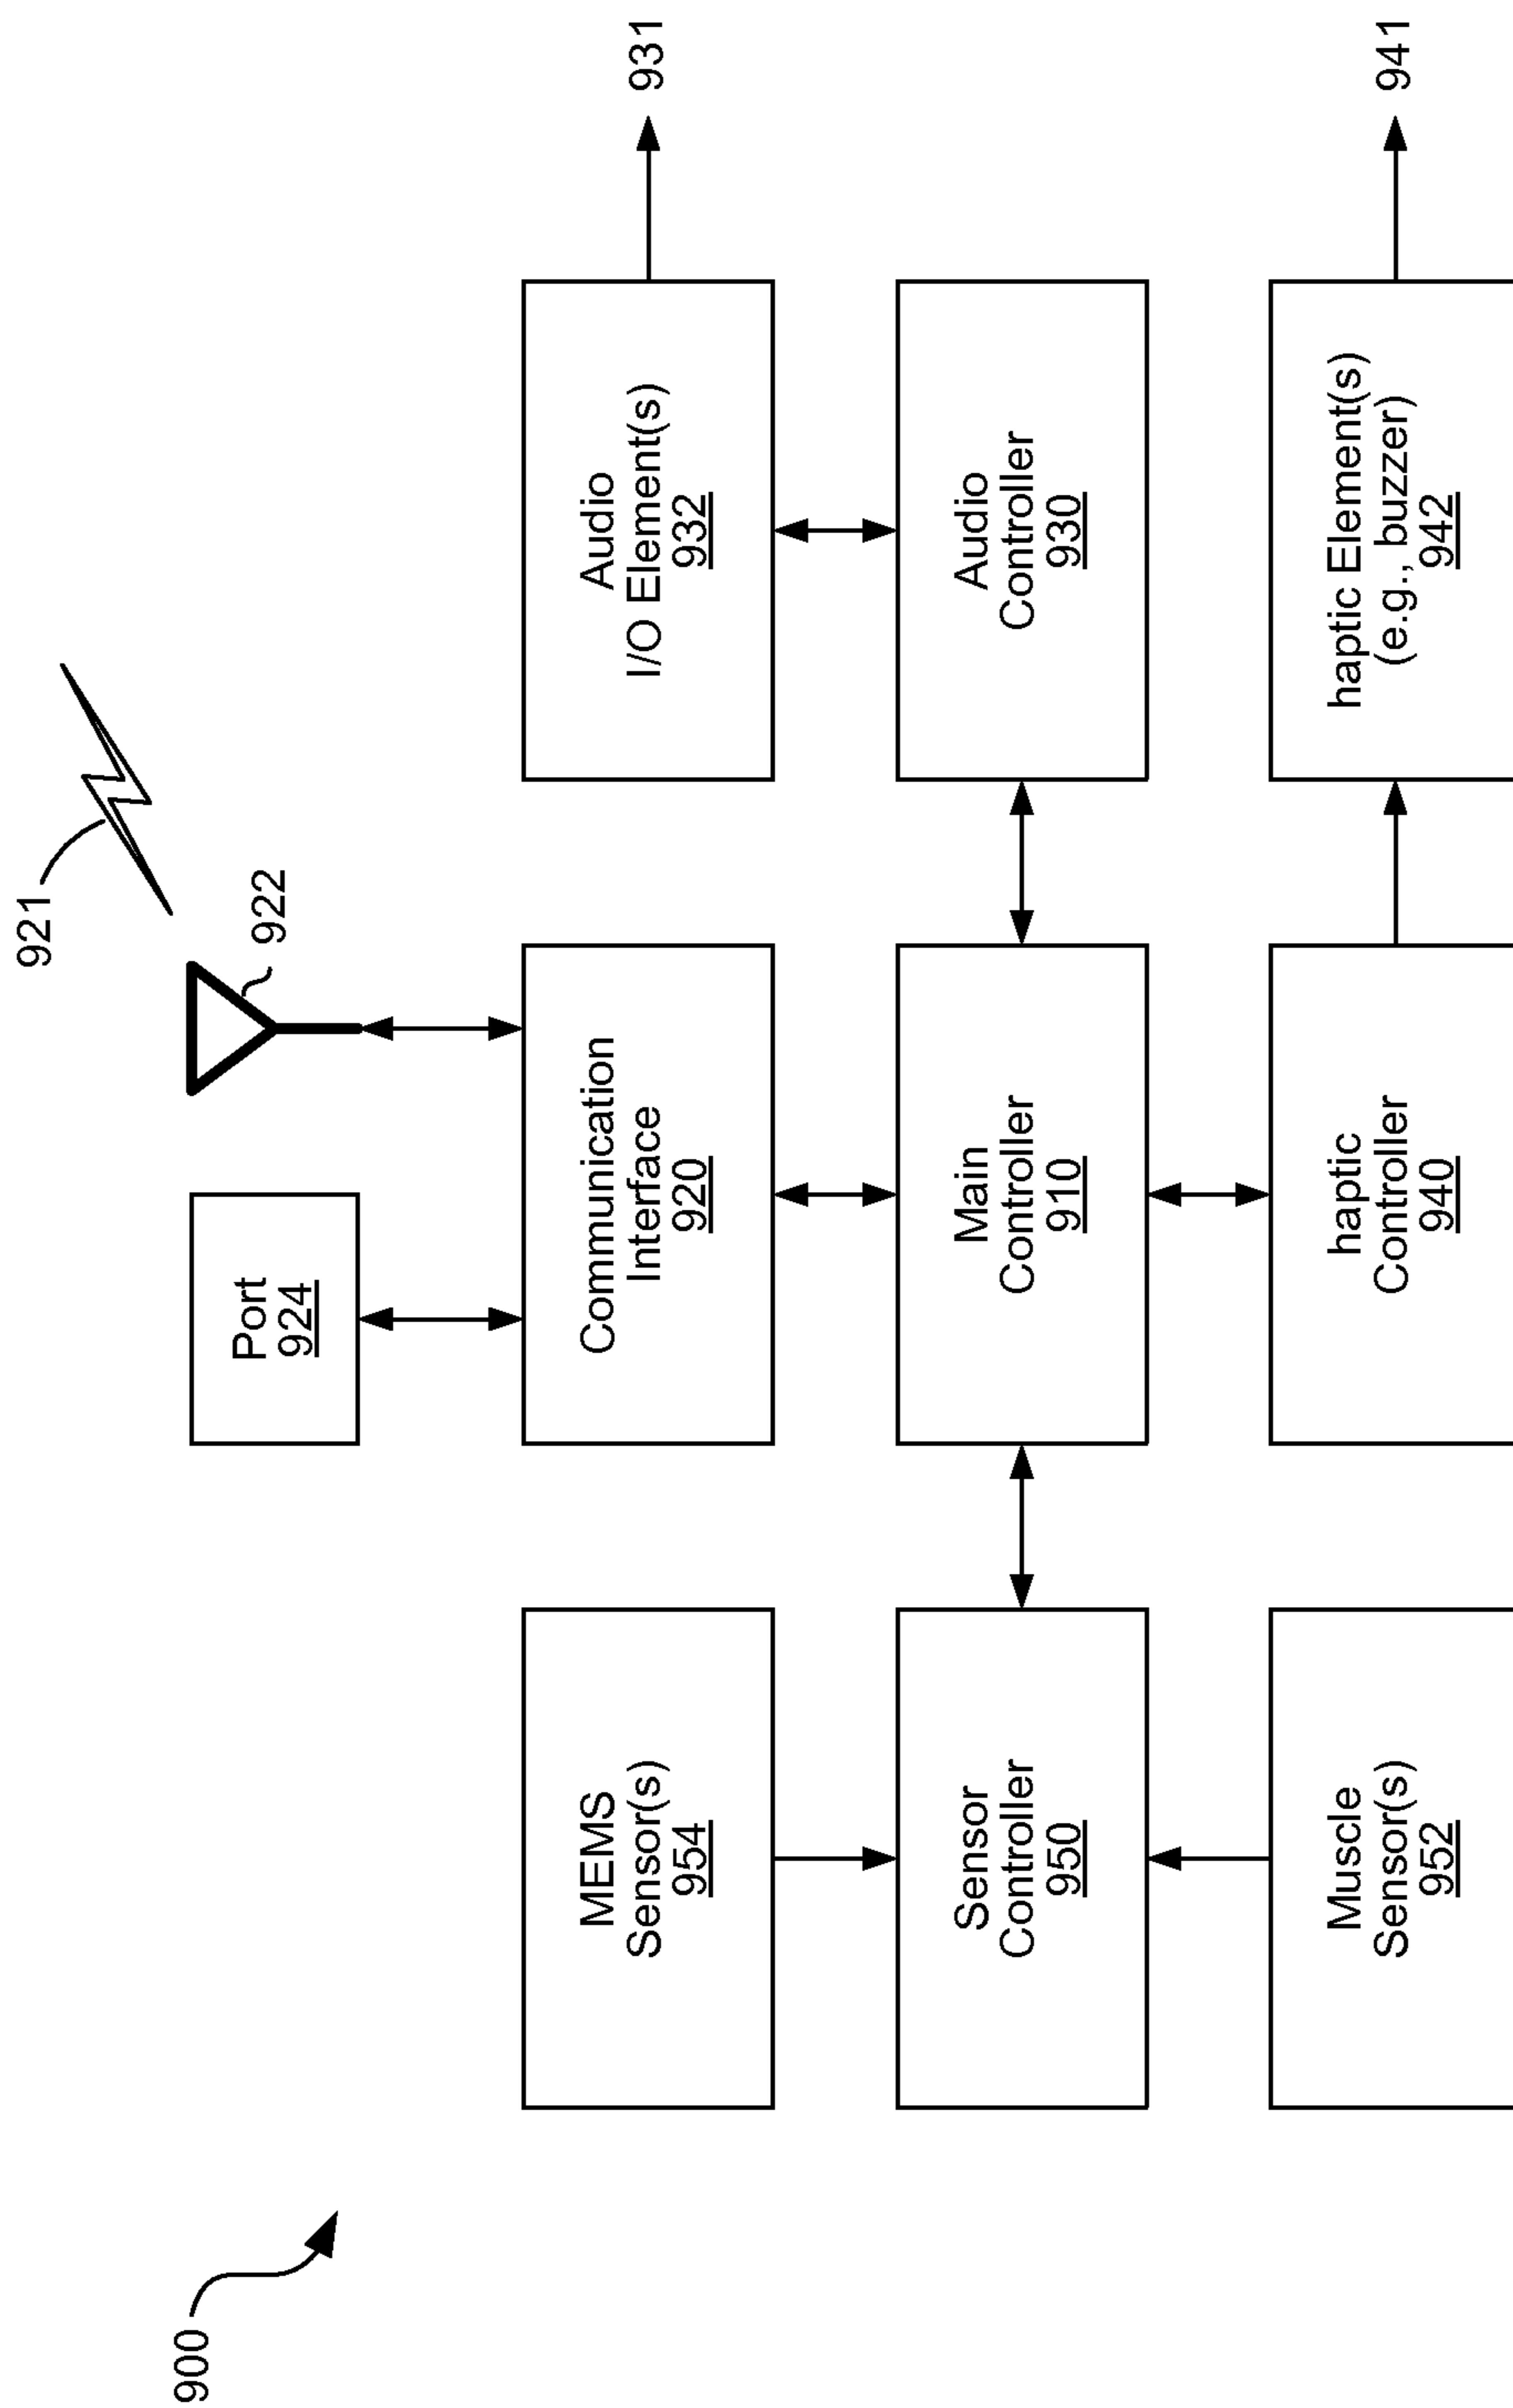 900
921
922
Port
924
MEMS
Sensor(s)
954
Communication
Interface
920
Audio
I/O Element(s)
932
931
Sensor
Controller
950
Main
Controller
910
Audio
Controller
930
Muscle
Sensor(s)
952
haptic
Controller
940
haptic Element(s)
(e.g., buzzer)
942
941